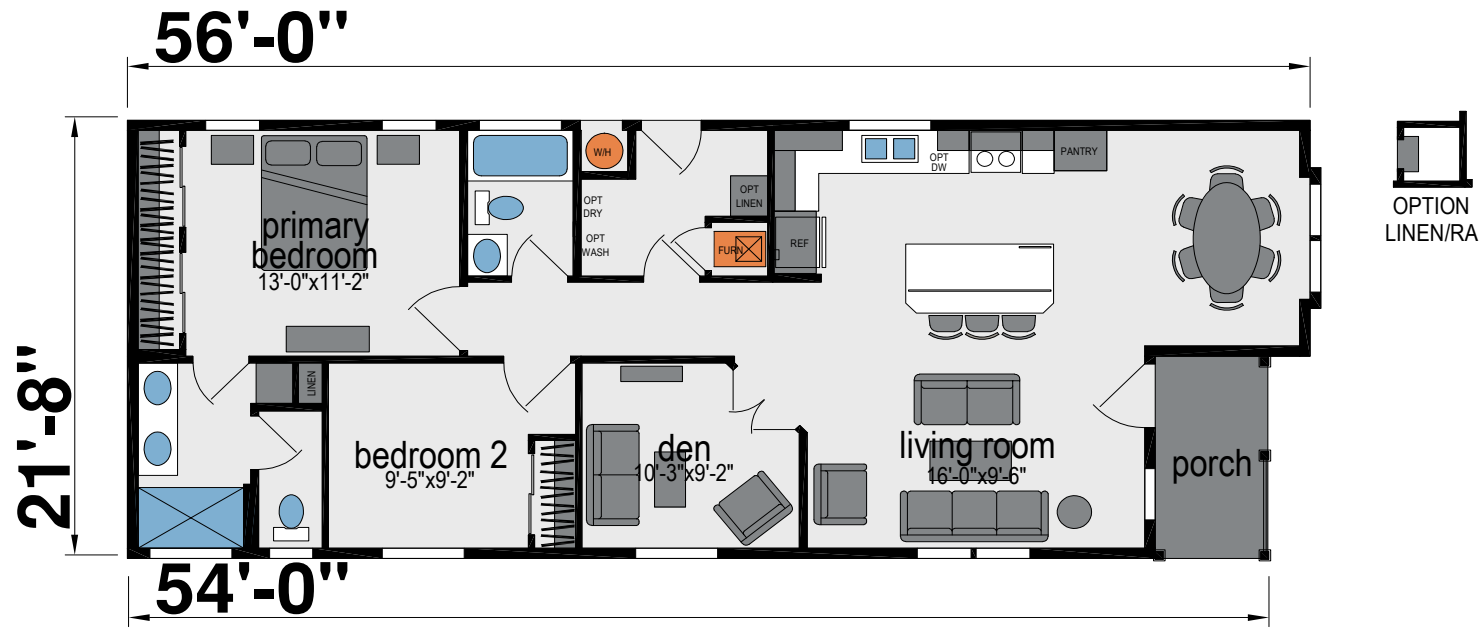 56'-0"
W/H
OPT
DW
PANTRY
OPTION
LINEN/RA
OPT
DRY
OPT
LINEN
primary
bedroom
13'-0"x11'-2"
OPT
WASH
FURN
REF
21'-8"
LINEN
bedroom 2
9'-5"x9'-2"
den
10'-3"x9'-2"
living room
16'-0"x9'-6"
porch
54'-0"